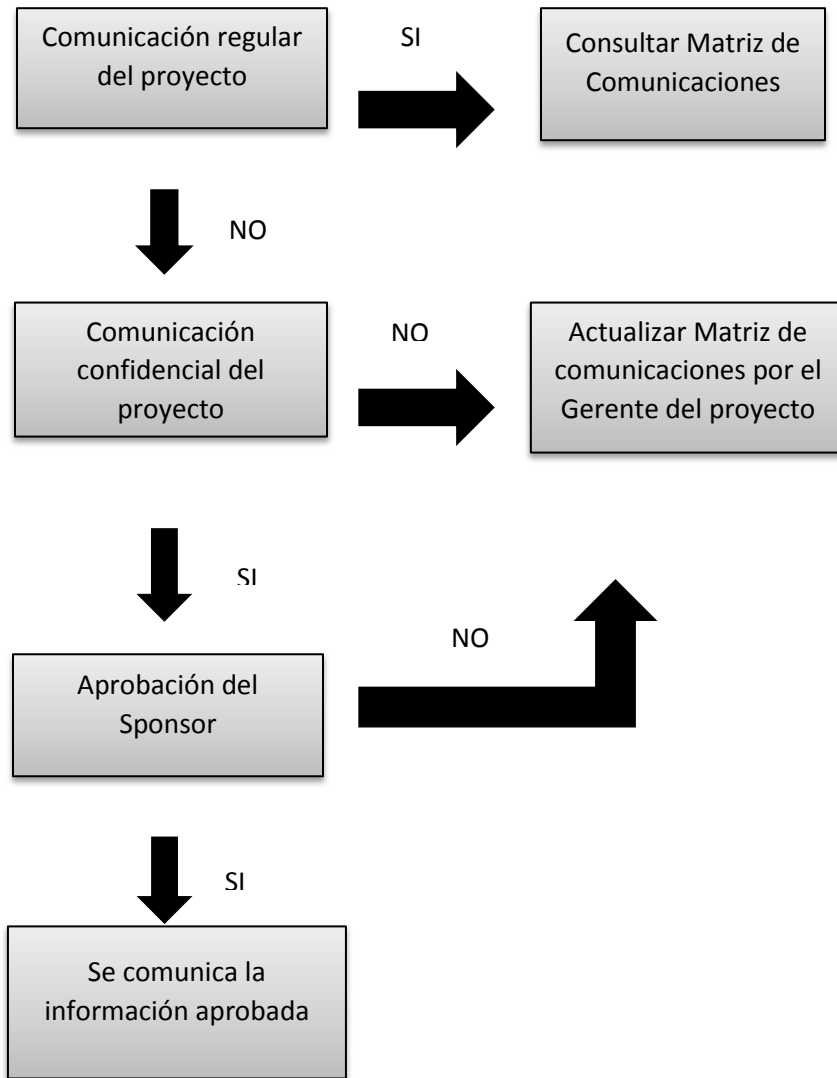 Comunicación regular
del proyecto
SI
Consultar Matriz de
Comunicaciones
NO
Comunicación
confidencial del
proyecto
NO
Actualizar Matriz de
comunicaciones por el
Gerente del proyecto
SI
Aprobación del
Sponsor
NO
SI
Se comunica la
información aprobada